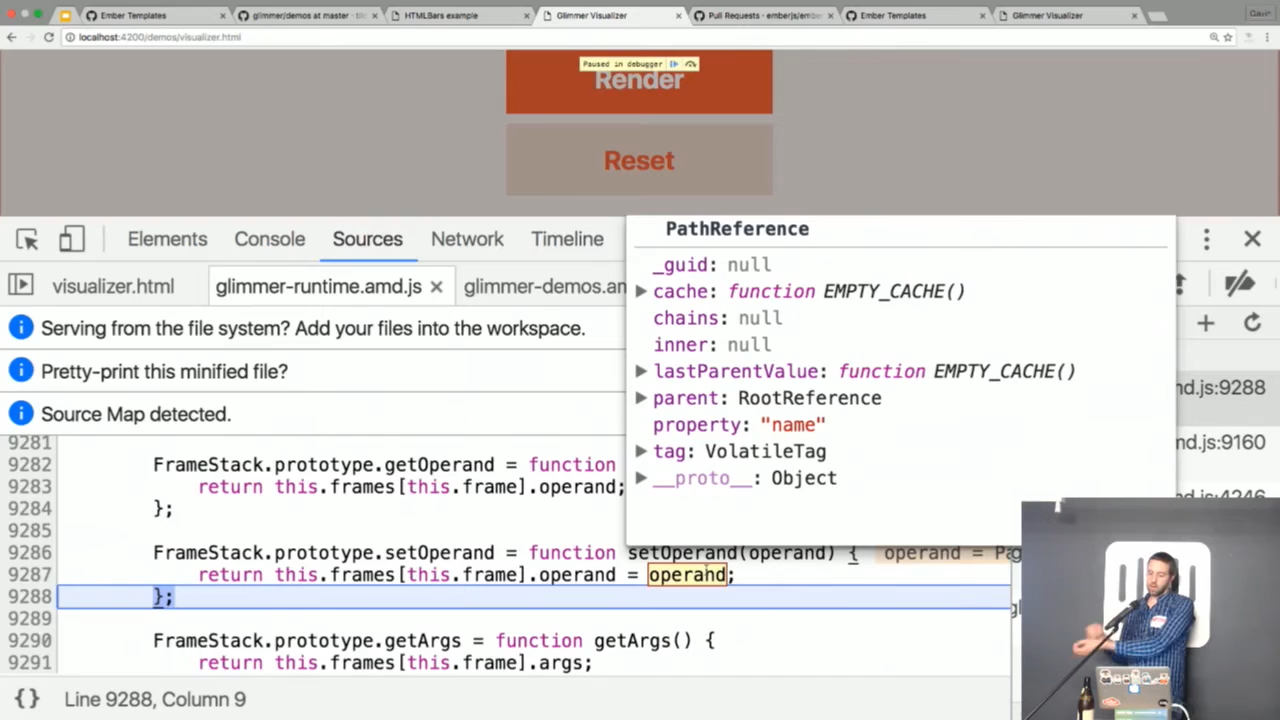 Ember Templates
glimmer/demos at master · til
HTMLBars example
Glimmer Visualizer
Pull Requests · emberjs/emb
Ember Templates
Glimmer Visualizer
Gavin
localhost:4200/demos/visualizer.html
Paused in debugger
Render
Reset
Elements
Console
Sources
Network
Timeline
visualizer.html
glimmer-runtime.amd.js
glimmer-demos.am
Serving from the file system? Add your files into the workspace.
Pretty-print this minified file?
Source Map detected.
PathReference
_guid: null
cache: function EMPTY_CACHE()
chains: null
inner: null
lastParentValue: function EMPTY_CACHE()
parent: RootReference
property: "name"
tag: VolatileTag
__proto__: Object
nd.js:9288
nd.js:9160
9281
9282 FrameStack.prototype.getOperand = function
9283 return this.frames[this.frame].operand;
9284 };
9285
9286 FrameStack.prototype.setOperand = function setOperand(operand) { operand = Pa
9287 return this.frames[this.frame].operand = operand;
9288 };
9289
9290 FrameStack.prototype.getArgs = function getArgs() {
9291 return this.frames[this.frame].args;
{} Line 9288, Column 9